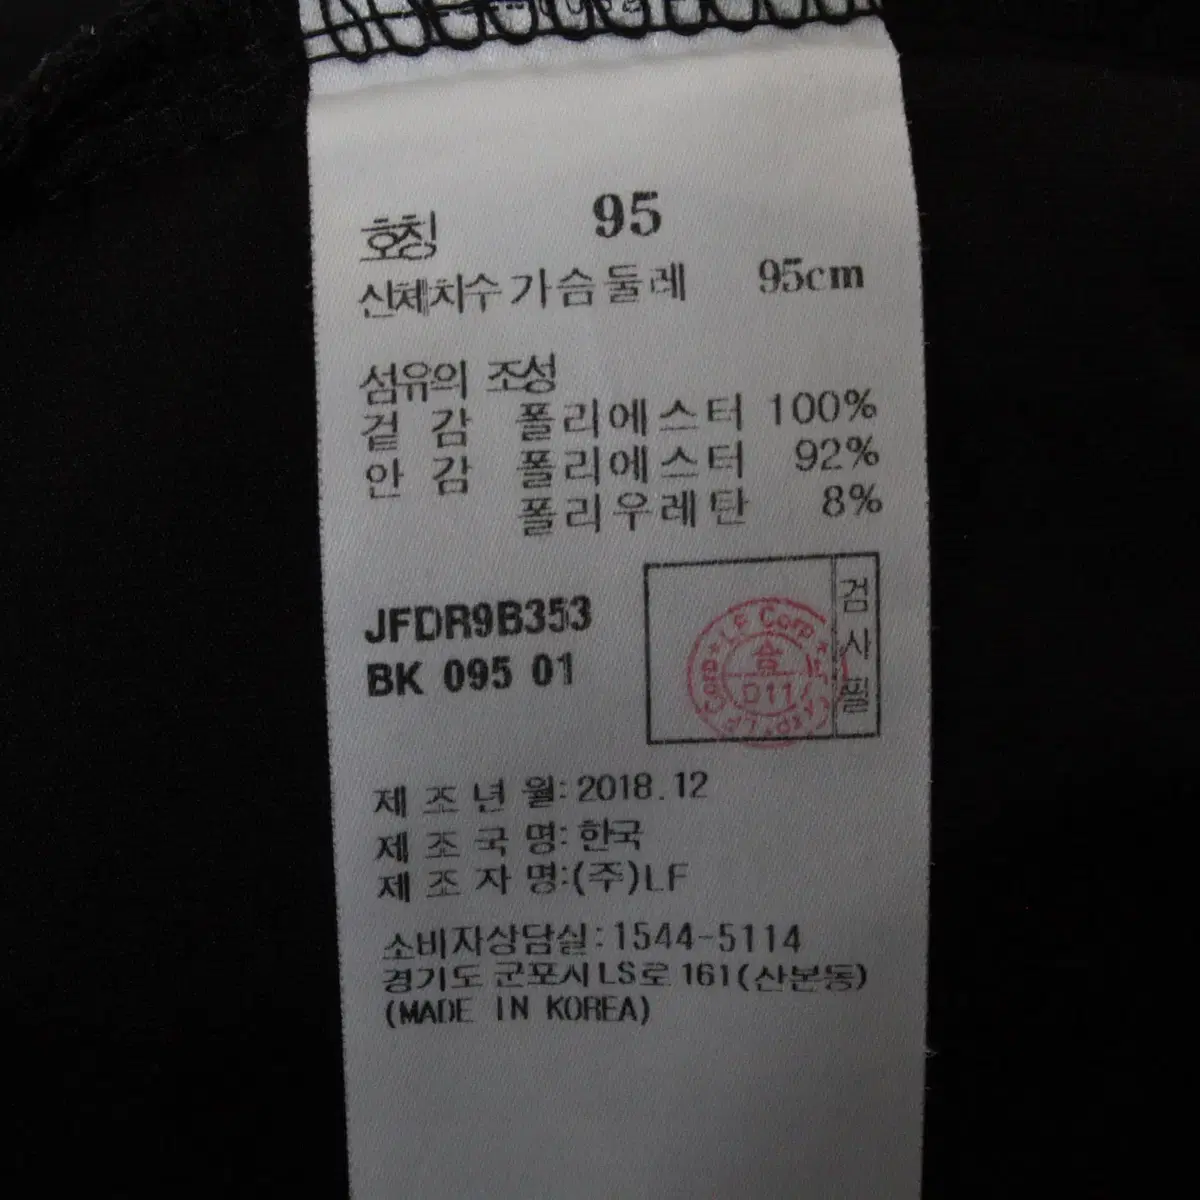 호칭 95
신체치수 가슴둘레 95cm
섬유의 조성
겉 감 폴리에스터 100%
안 감 폴리에스터 92%
폴리우레탄 8%
JFDR9B353
BK 095 01
검사필
LF Corp
제 조 년 월: 2018.12
제 조 국 명: 한국
제 조 자 명:(주)LF
소비자상담실:1544-5114
경기도 군포시 LS로 161(산본동)
(MADE IN KOREA)